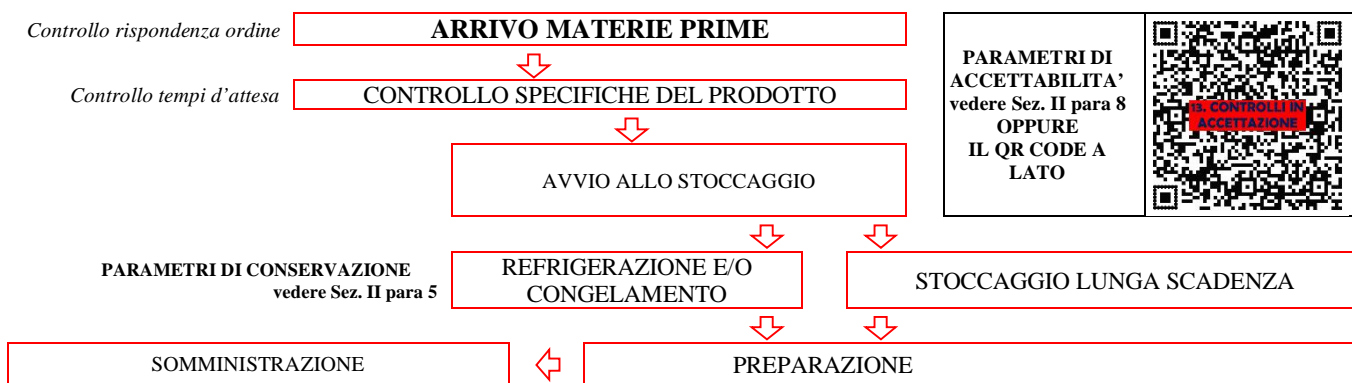 Controllo rispondenza ordine
ARRIVO MATERIE PRIME
Controllo tempi d'attesa
CONTROLLO SPECIFICHE DEL PRODOTTO
AVVIO ALLO STOCCAGGIO
PARAMETRI DI
ACCETTABILITA’
vedere Sez. II para 8
OPPURE
IL QR CODE A
LATO
13. CONTROLLI IN
ACCETTAZIONE
PARAMETRI DI CONSERVAZIONE
vedere Sez. II para 5
REFRIGERAZIONE E/O
CONGELAMENTO
STOCCAGGIO LUNGA SCADENZA
SOMMINISTRAZIONE
PREPARAZIONE